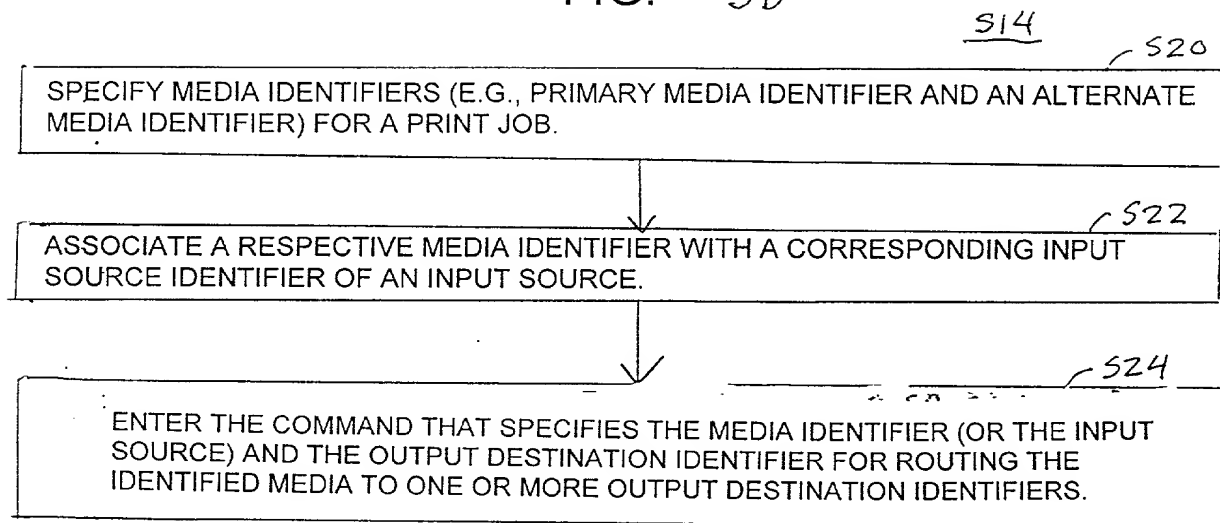 FIG.
S14
S20
SPECIFY MEDIA IDENTIFIERS (E.G., PRIMARY MEDIA IDENTIFIER AND AN ALTERNATE
MEDIA IDENTIFIER) FOR A PRINT JOB.
S22
ASSOCIATE A RESPECTIVE MEDIA IDENTIFIER WITH A CORRESPONDING INPUT
SOURCE IDENTIFIER OF AN INPUT SOURCE.
S24
ENTER THE COMMAND THAT SPECIFIES THE MEDIA IDENTIFIER (OR THE INPUT
SOURCE) AND THE OUTPUT DESTINATION IDENTIFIER FOR ROUTING THE
IDENTIFIED MEDIA TO ONE OR MORE OUTPUT DESTINATION IDENTIFIERS.